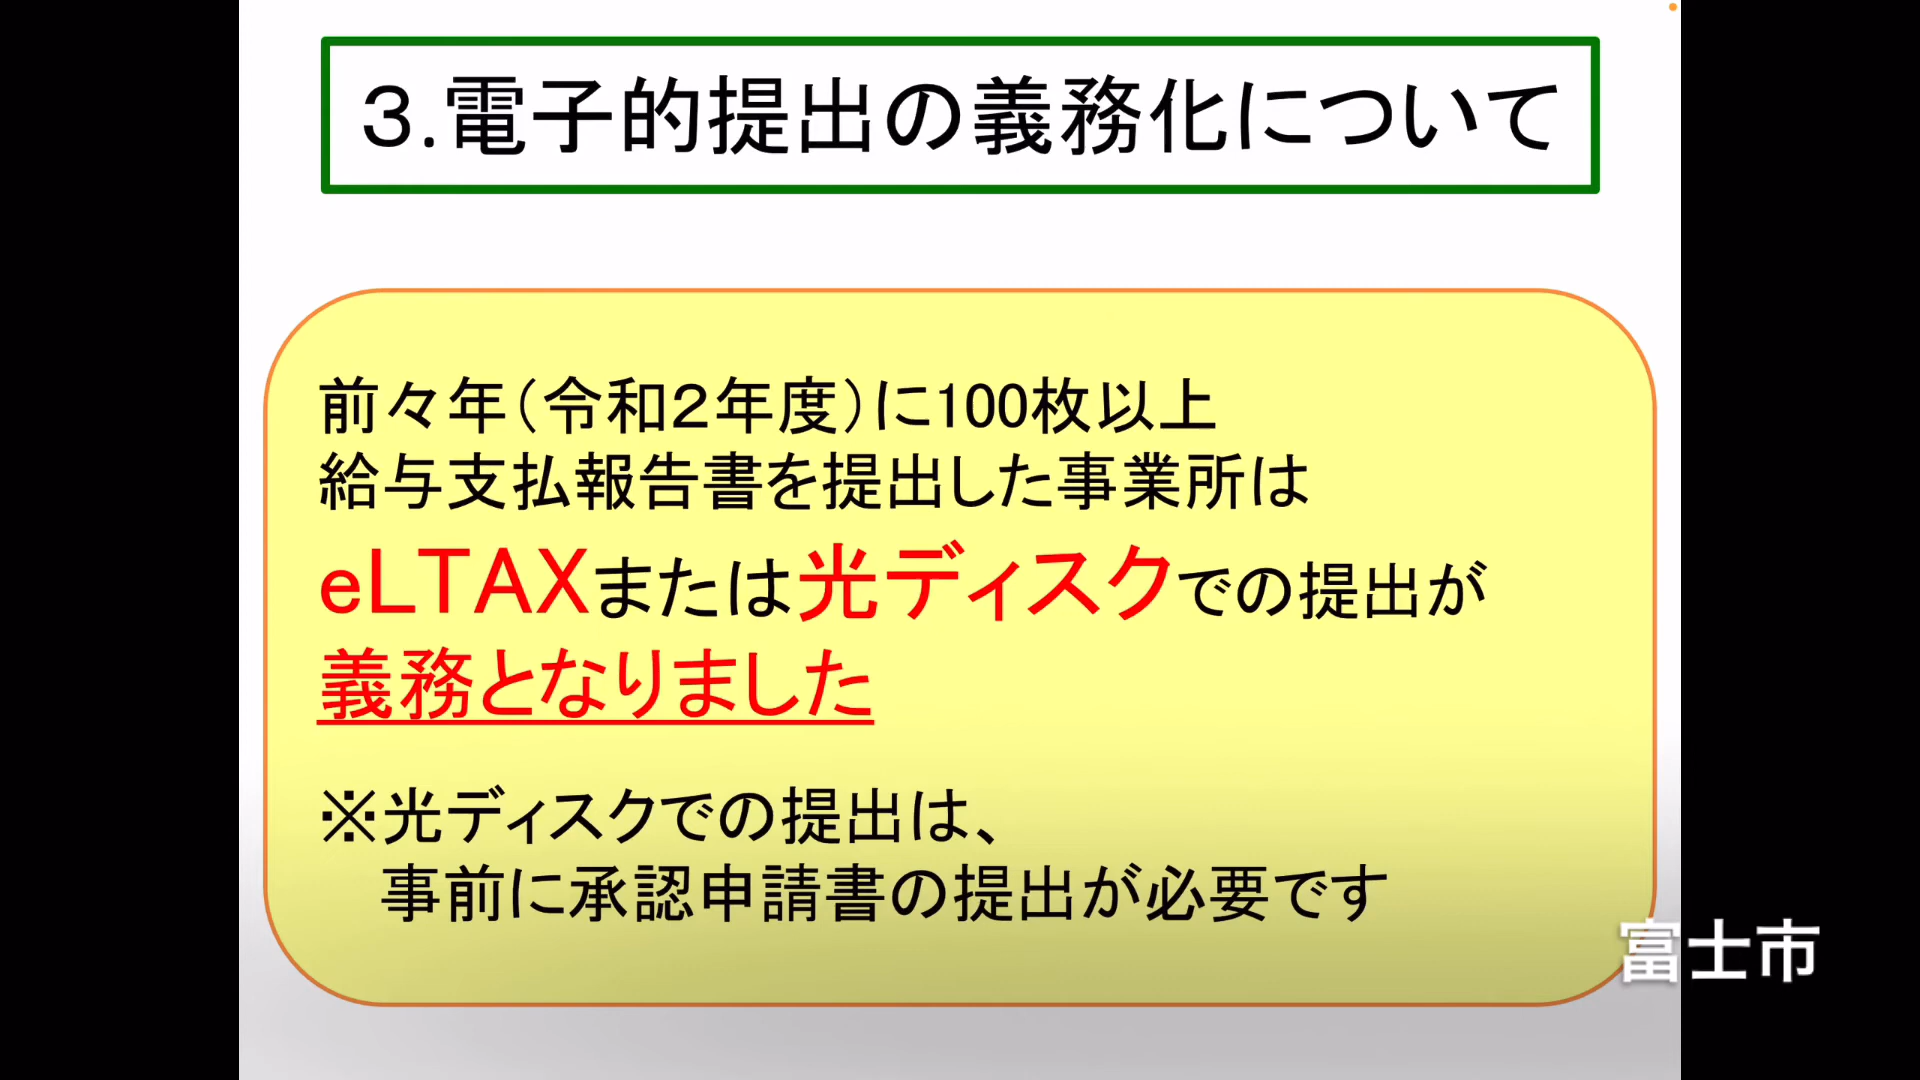 ３.電子的提出の義務化について
前々年（令和２年度）に100枚以上
給与支払報告書を提出した事業所は
eLTAXまたは光ディスクでの提出が
義務となりました
※光ディスクでの提出は、
事前に承認申請書の提出が必要です
富士市